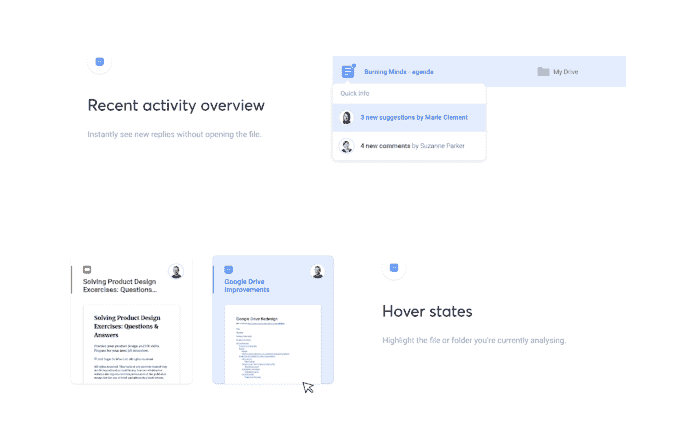 Recent activity overview
Instantly see new replies without opening the file.
Burning Minds - agenda
My Drive
Quick info
3 new suggestions by Marie Clement
4 new comments by Suzanne Parker
Solving Product Design
Excercises: Questions...
Solving Product Design
Exercises: Questions &
Answers
Google Drive
Improvements
Google Drive Redesign
Hover states
Highlight the file or folder you're currently analysing.